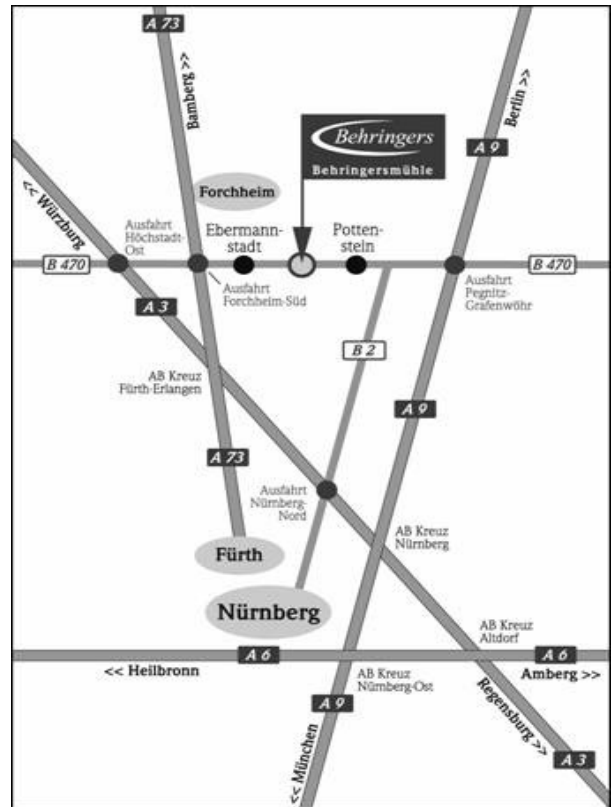 A 73
Bamberg >>
Berlin >>
A 9
Behringers
Behringersmühle
<< Würzburg
Forchheim
Ausfahrt
Höchstadt-
Ost
Ebermann-
stadt
Potten-
stein
B 470
B 470
Ausfahrt
Forchheim-Süd
Ausfahrt
Pegnitz-
Grafenwöhr
A 3
B 2
AB Kreuz
Fürth-Erlangen
A 9
A 73
Ausfahrt
Nürnberg-
Nord
AB Kreuz
Nürnberg
Fürth
Nürnberg
AB Kreuz
Altdorf
A 6
A 6
<< Heilbronn
Amberg >>
AB Kreuz
Nürnberg-Ost
A 9
Regensburg >>
<< München
A 3